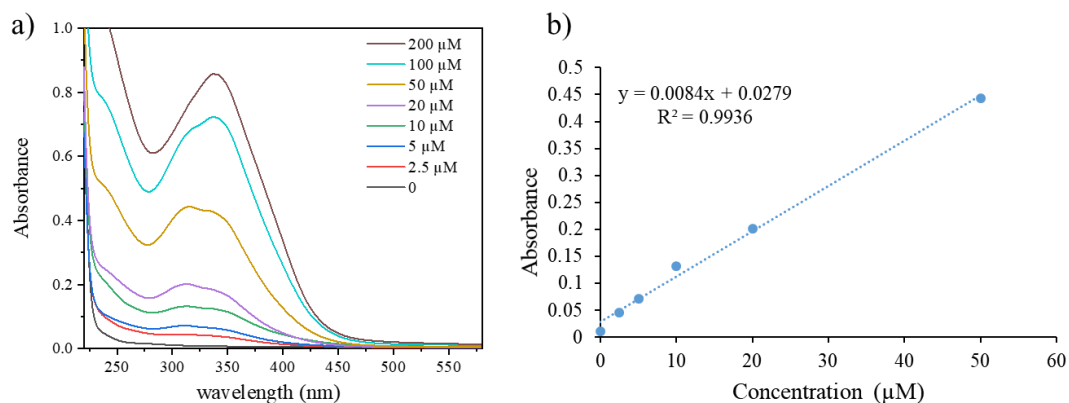 a)
1.0
0.8
0.6
0.4
0.2
0.0
Absorbance
250 300 350 400 450 500 550
wavelength (nm)
200 µM
100 µM
50 µM
20 µM
10 µM
5 µM
2.5 µM
0
b)
0.5
0.45
0.4
0.35
0.3
0.25
0.2
0.15
0.1
0.05
0
Absorbance
y = 0.0084x + 0.0279
R² = 0.9936
0 10 20 30 40 50 60
Concentration (µM)